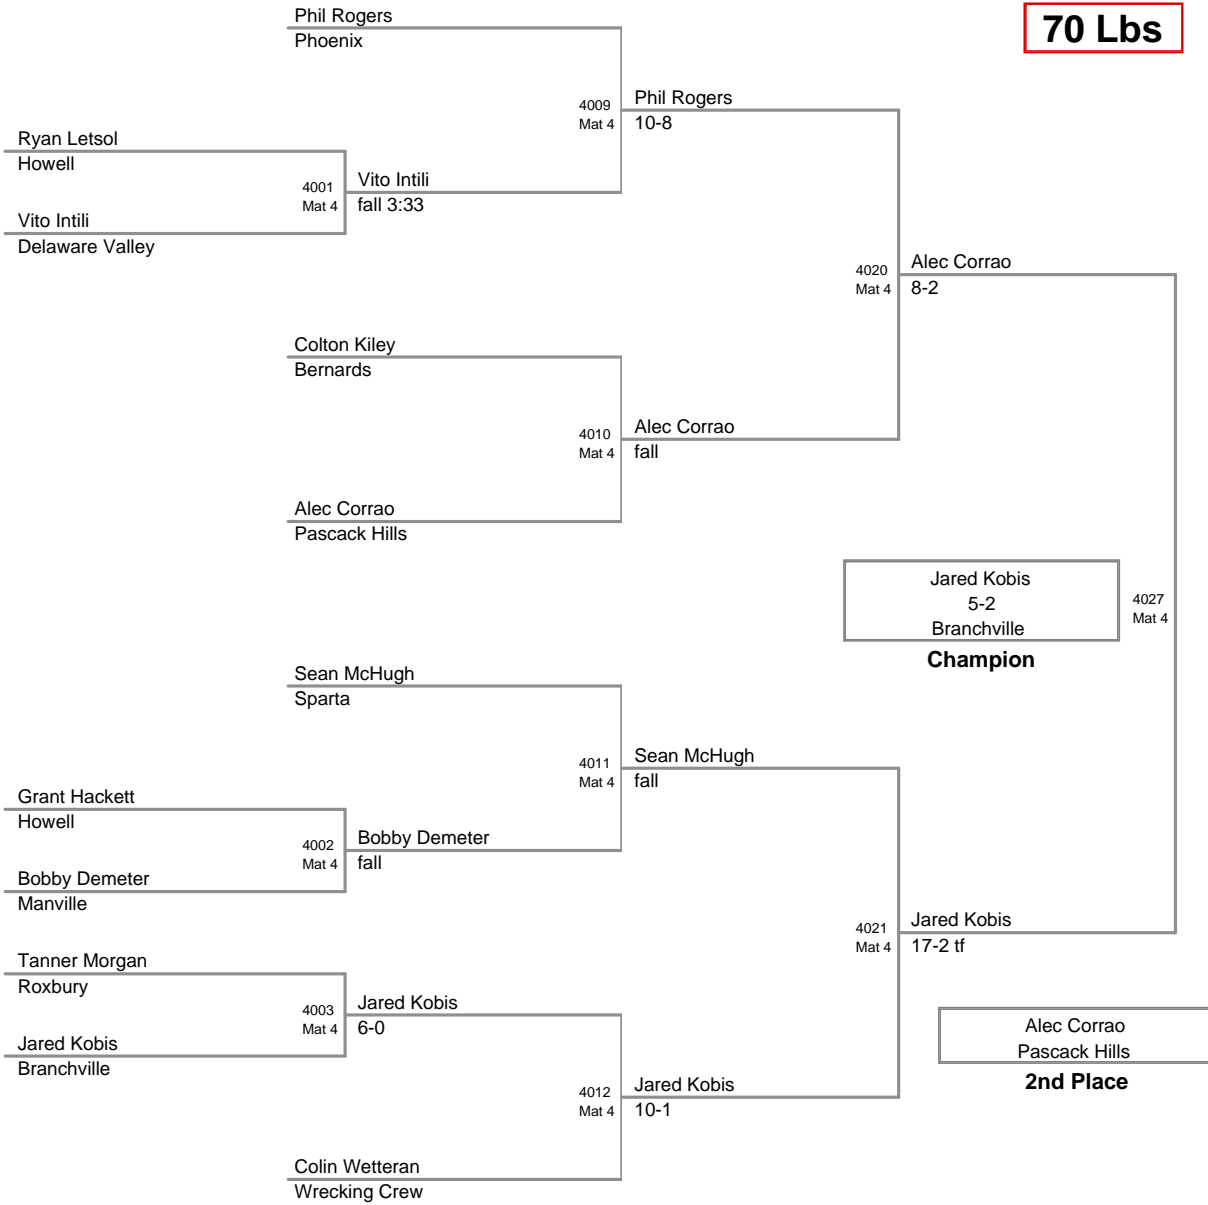 Phil Rogers
Phoenix
70 Lbs
4009
Mat 4
Phil Rogers
10-8
Ryan Letsol
Howell
4001
Mat 4
Vito Intili
fall 3:33
Vito Intili
Delaware Valley
4020
Mat 4
Alec Corrao
8-2
Colton Kiley
Bernards
4010
Mat 4
Alec Corrao
fall
Alec Corrao
Pascack Hills
Jared Kobis
5-2
Branchville
Champion
4027
Mat 4
Sean McHugh
Sparta
4011
Mat 4
Sean McHugh
fall
Grant Hackett
Howell
4002
Mat 4
Bobby Demeter
fall
Bobby Demeter
Manville
4021
Mat 4
Jared Kobis
17-2 tf
Tanner Morgan
Roxbury
4003
Mat 4
Jared Kobis
6-0
Jared Kobis
Branchville
Alec Corrao
Pascack Hills
2nd Place
4012
Mat 4
Jared Kobis
10-1
Colin Wetteran
Wrecking Crew